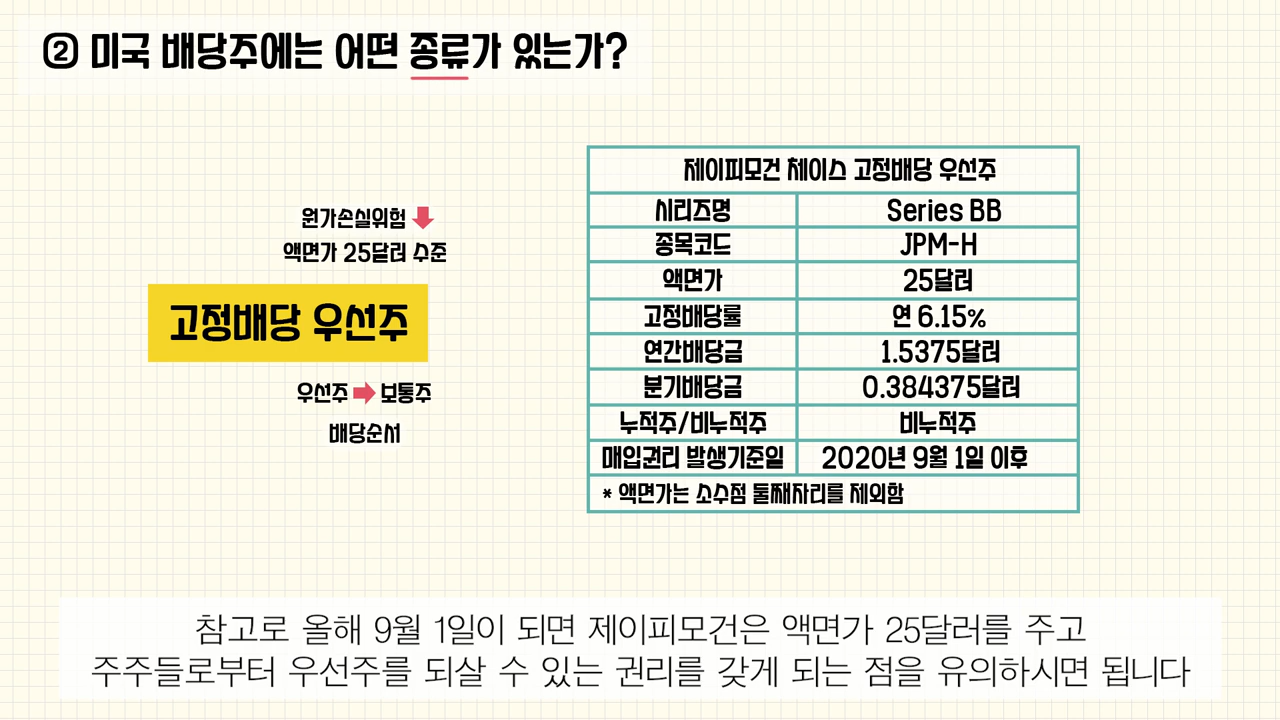 ② 미국 배당주에는 어떤 종류가 있는가?
원가손실위험
액면가 25달러 수준
고정배당 우선주
우선주 보통주
배당순서
제이피모건 체이스 고정배당 우선주
시리즈명 Series BB
종목코드 JPM-H
액면가 25달러
고정배당률 연 6.15%
연간배당금 1.5375달러
분기배당금 0.384375달러
누적주/비누적주 비누적주
매입권리 발생기준일 2020년 9월 1일 이후
* 액면가는 소수점 둘째자리를 제외함
참고로 올해 9월 1일이 되면 제이피모건은 액면가 25달러를 주고
주주들로부터 우선주를 되살 수 있는 권리를 갖게 되는 점을 유의하시면 됩니다